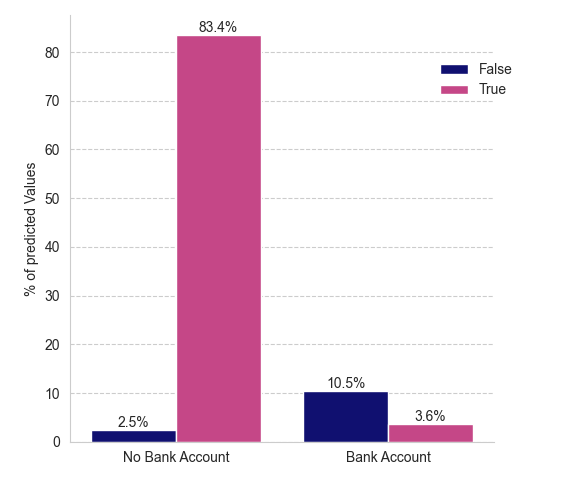 83.4%
80
False
True
70
60
50
% of predicted Values
40
30
20
10.5%
10
3.6%
2.5%
0
No Bank Account
Bank Account